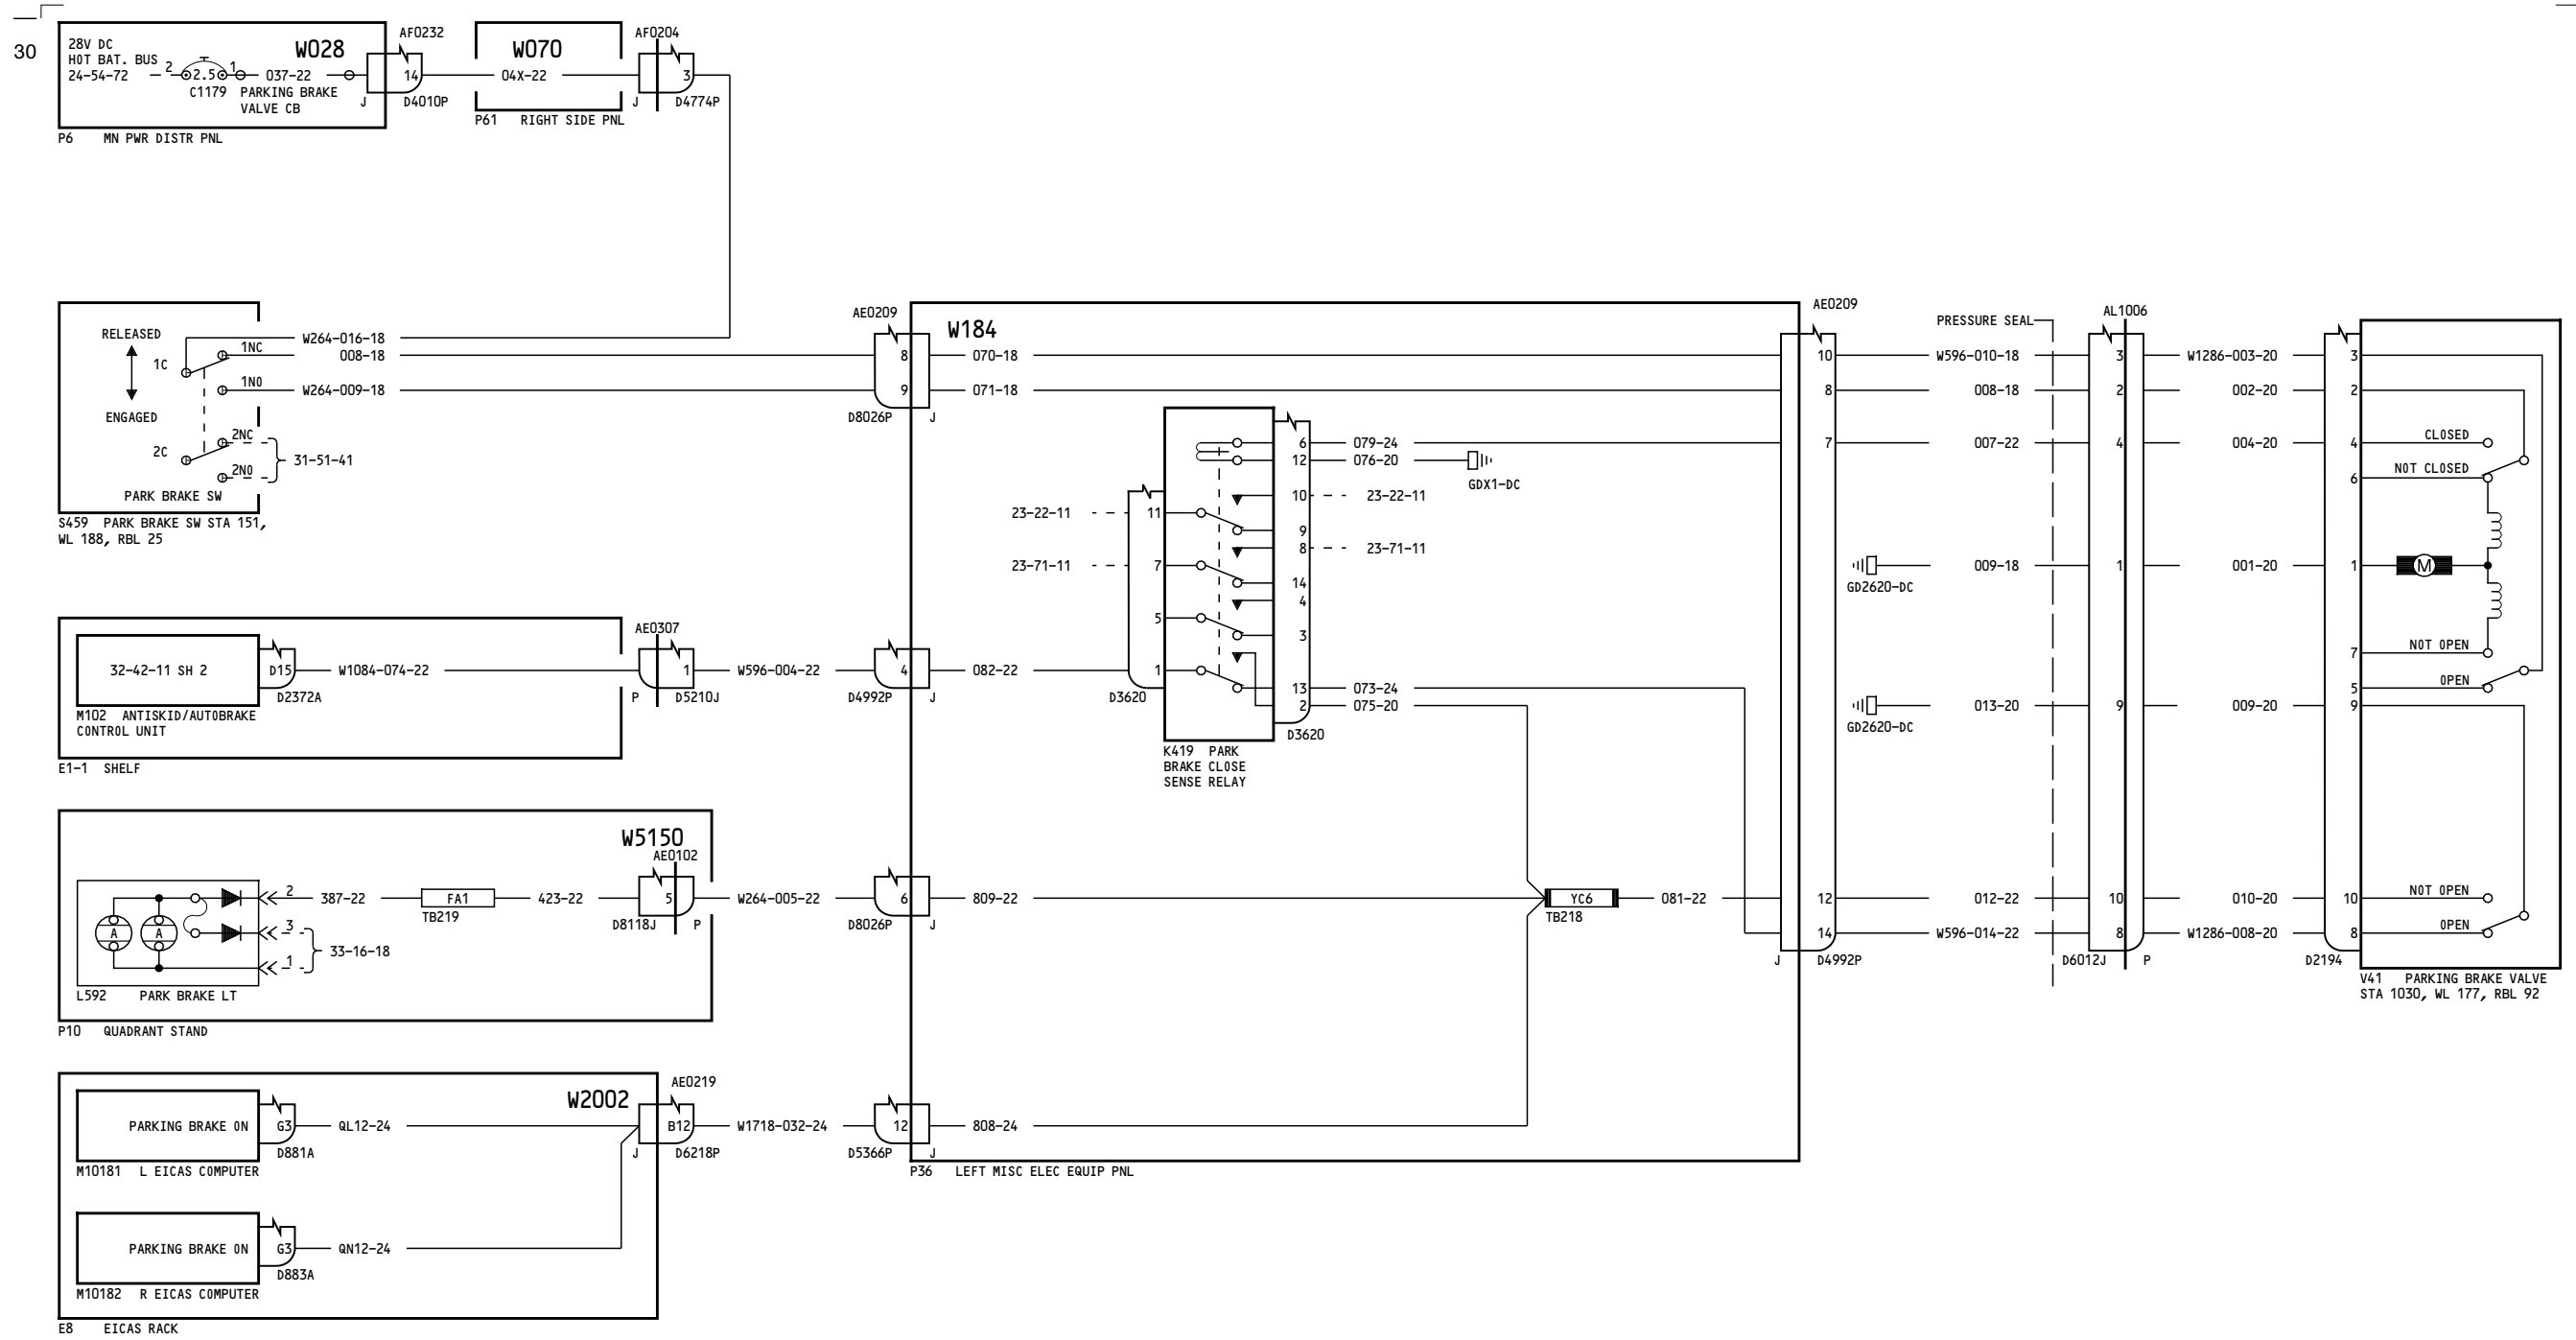 30
28V DC
HOT BAT. BUS
24-54-72
2
2.5
1
037-22
C1179
PARKING BRAKE
VALVE CB
W028
AF0232
14
J
D4010P
P6 MN PWR DISTR PNL
W070
04X-22
P61 RIGHT SIDE PNL
AF0204
3
J
D4774P
RELEASED
ENGAGED
1C
1NC
1NO
2C
2NC
2NO
W264-016-18
008-18
W264-009-18
31-51-41
PARK BRAKE SW
S459 PARK BRAKE SW STA 151,
WL 188, RBL 25
AE0209
8
9
D8026P
J
W184
070-18
071-18
32-42-11 SH 2
D15
D2372A
M102 ANTISKID/AUTOBRAKE
CONTROL UNIT
E1-1 SHELF
W1084-074-22
AE0307
1
P
D5210J
W596-004-22
4
D4992P
J
082-22
23-22-11
23-71-11
11
7
5
1
D3620
6
12
10
9
8
14
4
3
13
2
D3620
079-24
076-20
GDX1-DC
23-22-11
23-71-11
073-24
075-20
K419 PARK
BRAKE CLOSE
SENSE RELAY
W5150
AE0102
A
A
2
3
1
387-22
FA1
TB219
423-22
5
D8118J
P
33-16-18
L592 PARK BRAKE LT
P10 QUADRANT STAND
W264-005-22
6
D8026P
J
809-22
YC6
TB218
081-22
W2002
AE0219
PARKING BRAKE ON
G3
D881A
QL12-24
M10181 L EICAS COMPUTER
B12
J
D6218P
PARKING BRAKE ON
G3
D883A
QN12-24
M10182 R EICAS COMPUTER
E8 EICAS RACK
W1718-032-24
12
D5366P
J
808-24
P36 LEFT MISC ELEC EQUIP PNL
AE0209
10
8
7
12
14
J
D4992P
PRESSURE SEAL
W596-010-18
008-18
007-22
GD2620-DC
009-18
GD2620-DC
013-20
012-22
W596-014-22
AL1006
3
2
4
1
9
10
8
D6012J
P
W1286-003-20
002-20
004-20
001-20
009-20
010-20
W1286-008-20
3
2
4
6
1
7
5
9
10
8
D2194
CLOSED
NOT CLOSED
M
NOT OPEN
OPEN
NOT OPEN
OPEN
V41 PARKING BRAKE VALVE
STA 1030, WL 177, RBL 92